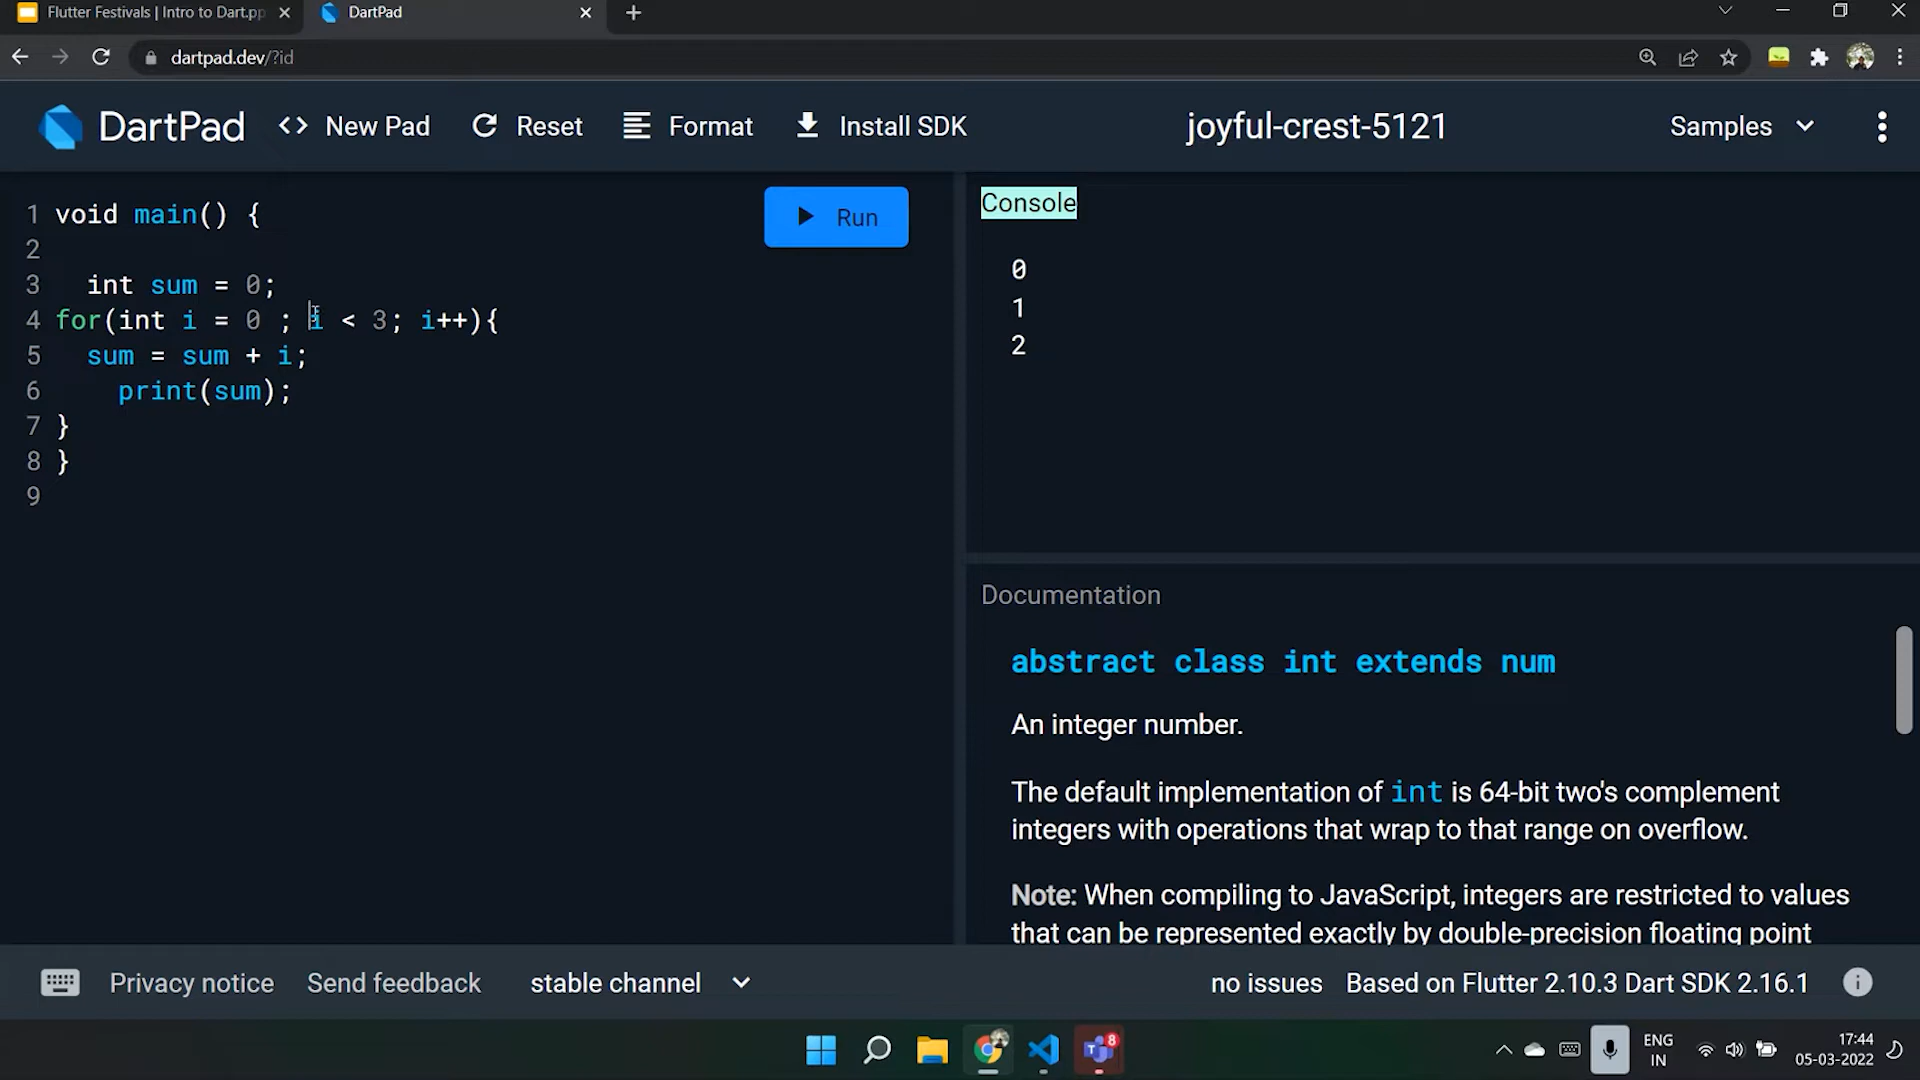 Flutter Festivals | Intro to Dart.pp
DartPad
dartpad.dev/?id
DartPad
<> New Pad
Reset
Format
Install SDK
joyful-crest-5121
Samples
1 void main() {
2
3 int sum = 0;
4 for(int i = 0 ; i < 3; i++){
5 sum = sum + i;
6 print(sum);
7 }
8 }
9
Run
Console
0
1
2
Documentation
abstract class int extends num
An integer number.
The default implementation of int is 64-bit two's complement
integers with operations that wrap to that range on overflow.
Note: When compiling to JavaScript, integers are restricted to values
that can be represented exactly by double-precision floating point
Privacy notice
Send feedback
stable channel
no issues
Based on Flutter 2.10.3 Dart SDK 2.16.1
T
8
ENG
IN
17:44
05-03-2022